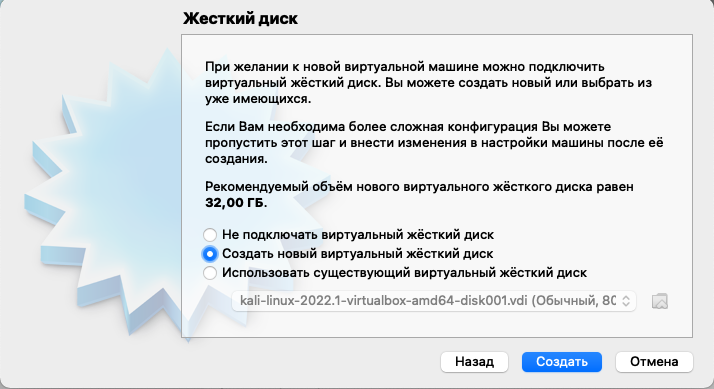 Жесткий диск
При желании к новой виртуальной машине можно подключить
виртуальный жёсткий диск. Вы можете создать новый или выбрать из
уже имеющихся.
Если Вам необходима более сложная конфигурация Вы можете
пропустить этот шаг и внести изменения в настройки машины после её
создания.
Рекомендуемый объём нового виртуального жёсткого диска равен
32,00 ГБ.
Не подключать виртуальный жёсткий диск
Создать новый виртуальный жёсткий диск
Использовать существующий виртуальный жёсткий диск
kali-linux-2022.1-virtualbox-amd64-disk001.vdi (Обычный, 80
Назад
Создать
Отмена